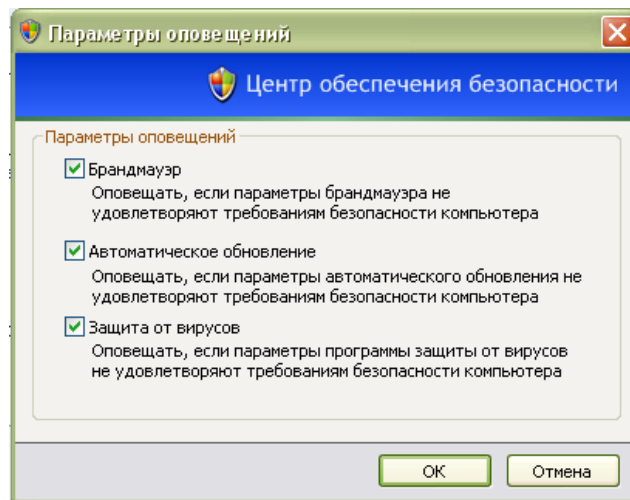 Параметры оповещений
Центр обеспечения безопасности
Параметры оповещений
Брандмауэр
Оповещать, если параметры брандмауэра не
удовлетворяют требованиям безопасности компьютера
Автоматическое обновление
Оповещать, если параметры автоматического обновления не
удовлетворяют требованиям безопасности компьютера
Защита от вирусов
Оповещать, если параметры программы защиты от вирусов
не удовлетворяют требованиям безопасности компьютера
ОК
Отмена